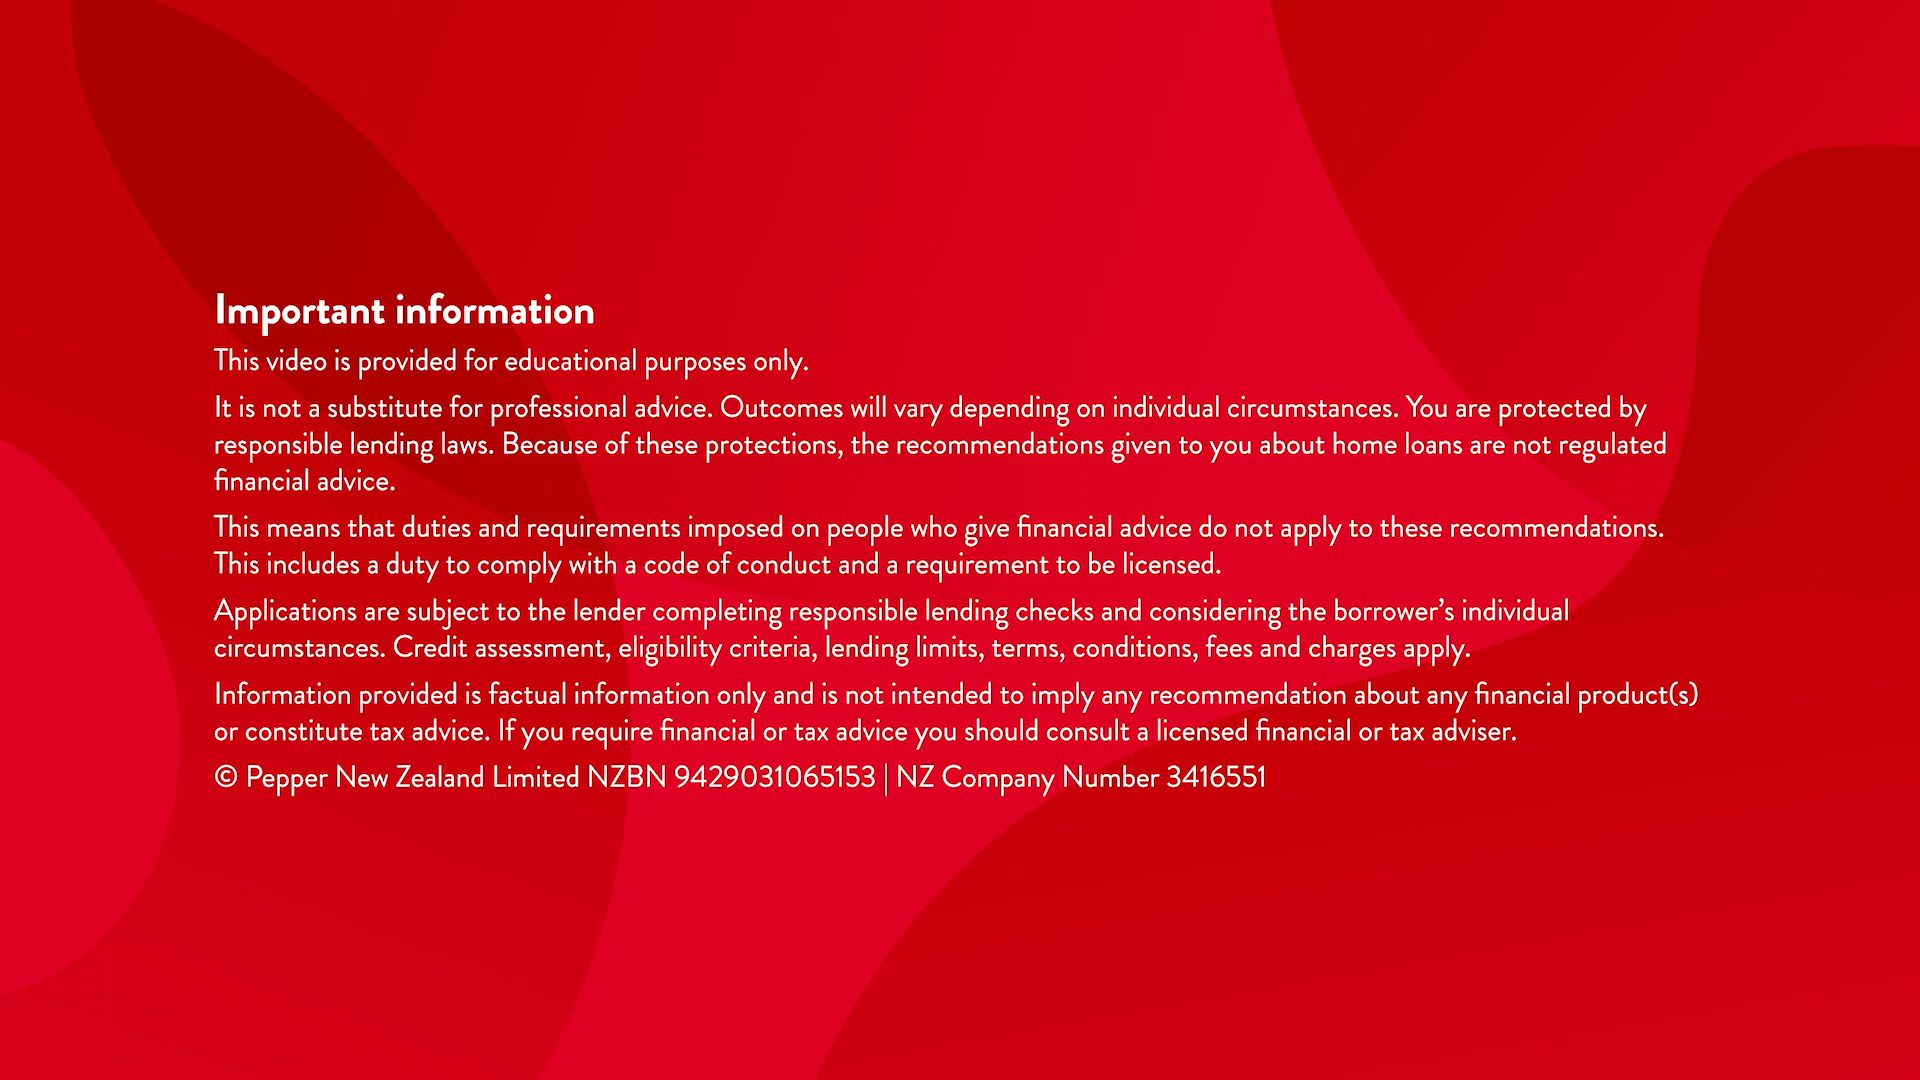 Important information
This video is provided for educational purposes only.
It is not a substitute for professional advice. Outcomes will vary depending on individual circumstances. You are protected by
responsible lending laws. Because of these protections, the recommendations given to you about home loans are not regulated
financial advice.
This means that duties and requirements imposed on people who give financial advice do not apply to these recommendations.
This includes a duty to comply with a code of conduct and a requirement to be licensed.
Applications are subject to the lender completing responsible lending checks and considering the borrower’s individual
circumstances. Credit assessment, eligibility criteria, lending limits, terms, conditions, fees and charges apply.
Information provided is factual information only and is not intended to imply any recommendation about any financial product(s)
or constitute tax advice. If you require financial or tax advice you should consult a licensed financial or tax adviser.
© Pepper New Zealand Limited NZBN 9429031065153 | NZ Company Number 3416551